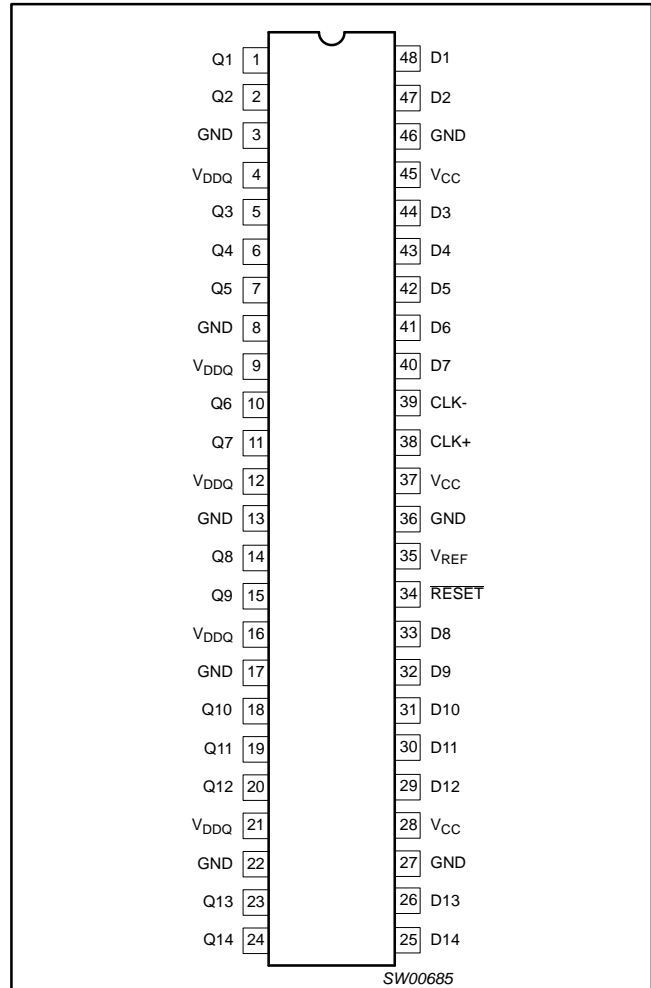 Q1 1 48 D1
Q2 2 47 D2
GND 3 46 GND
VDDQ 4 45 VCC
Q3 5 44 D3
Q4 6 43 D4
Q5 7 42 D5
GND 8 41 D6
VDDQ 9 40 D7
Q6 10 39 CLK-
Q7 11 38 CLK+
VDDQ 12 37 VCC
GND 13 36 GND
Q8 14 35 VREF
Q9 15 34 RESET
VDDQ 16 33 D8
GND 17 32 D9
Q10 18 31 D10
Q11 19 30 D11
Q12 20 29 D12
VDDQ 21 28 VCC
GND 22 27 GND
Q13 23 26 D13
Q14 24 25 D14
SW00685